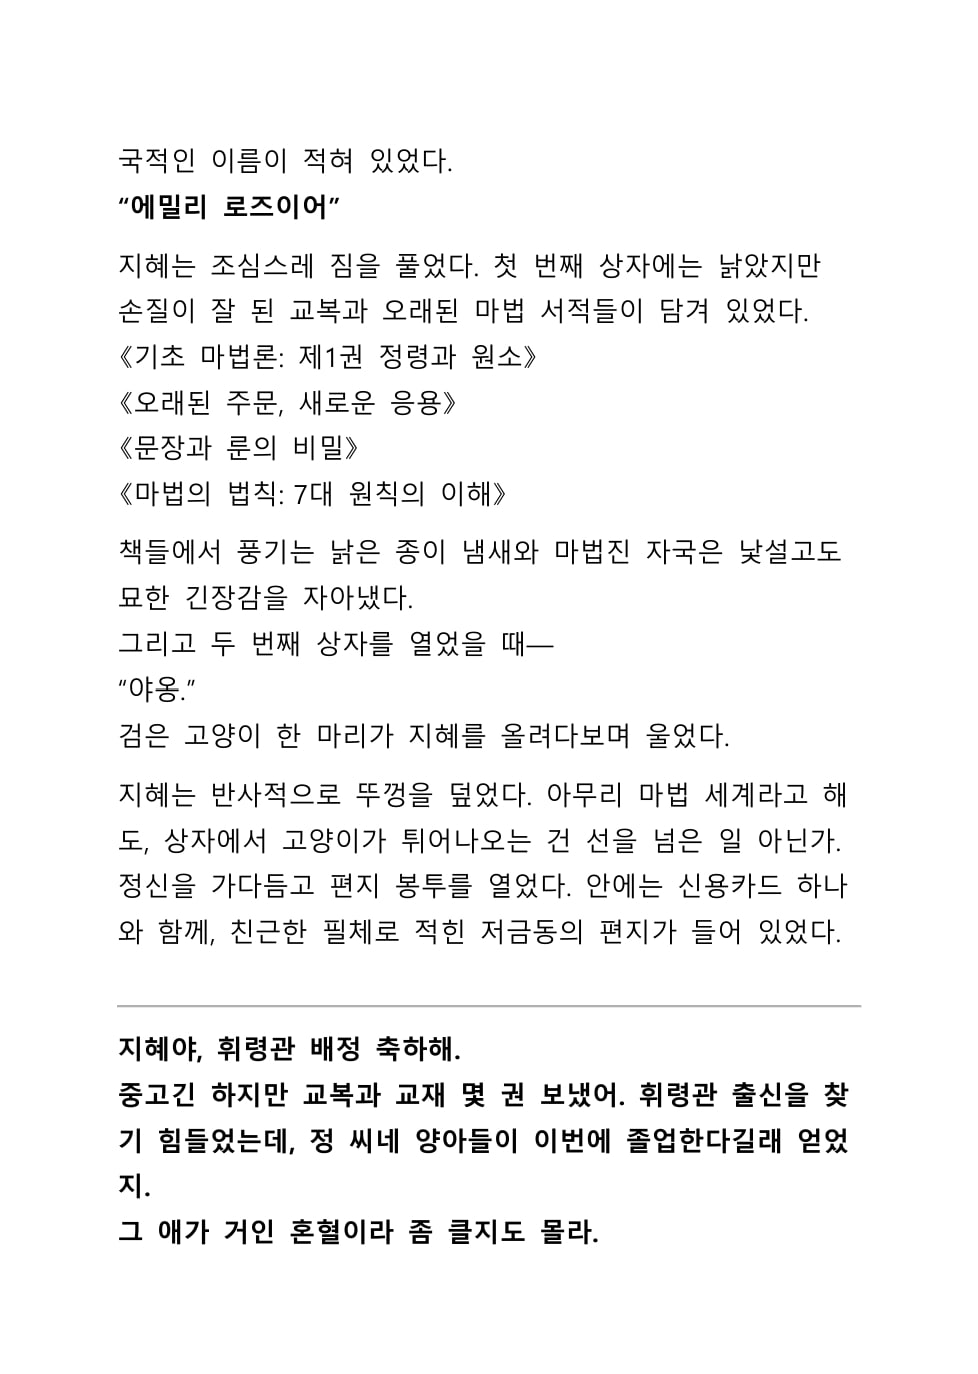 국적인 이름이 적혀 있었다.
“에밀리 로즈이어”
지혜는 조심스레 짐을 풀었다. 첫 번째 상자에는 낡았지만
손질이 잘 된 교복과 오래된 마법 서적들이 담겨 있었다.
《기초 마법론: 제1권 정령과 원소》
《오래된 주문, 새로운 응용》
《문장과 룬의 비밀》
《마법의 법칙: 7대 원칙의 이해》
책들에서 풍기는 낡은 종이 냄새와 마법진 자국은 낯설고도
묘한 긴장감을 자아냈다.
그리고 두 번째 상자를 열었을 때—
“야옹.”
검은 고양이 한 마리가 지혜를 올려다보며 울었다.
지혜는 반사적으로 뚜껑을 덮었다. 아무리 마법 세계라고 해
도, 상자에서 고양이가 튀어나오는 건 선을 넘은 일 아닌가.
정신을 가다듬고 편지 봉투를 열었다. 안에는 신용카드 하나
와 함께, 친근한 필체로 적힌 저금동의 편지가 들어 있었다.
지혜야, 휘령관 배정 축하해.
중고긴 하지만 교복과 교재 몇 권 보냈어. 휘령관 출신을 찾
기 힘들었는데, 정 씨네 양아들이 이번에 졸업한다길래 얻었
지.
그 애가 거인 혼혈이라 좀 클지도 몰라.